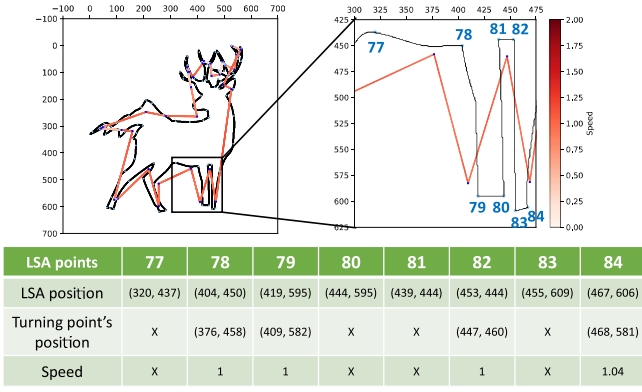 −100
0
100
200
300
400
500
600
700
−100 0 100 200 300 400 500 600 700
425
450
475
500
525
550
575
600
625
300 325 350 375 400 425 450 475
77 78 81 82
79 80 83 84
2.00
1.75
1.50
1.25
1.00
0.75
0.50
0.25
0.00
Speed
LSA points 77 78 79 80 81 82 83 84
LSA position (320, 437) (404, 450) (419, 595) (444, 595) (439, 444) (453, 444) (455, 609) (467, 606)
Turning point's
position X (376, 458) (409, 582) X X (447, 460) X (468, 581)
Speed X 1 1 X X 1 X 1.04